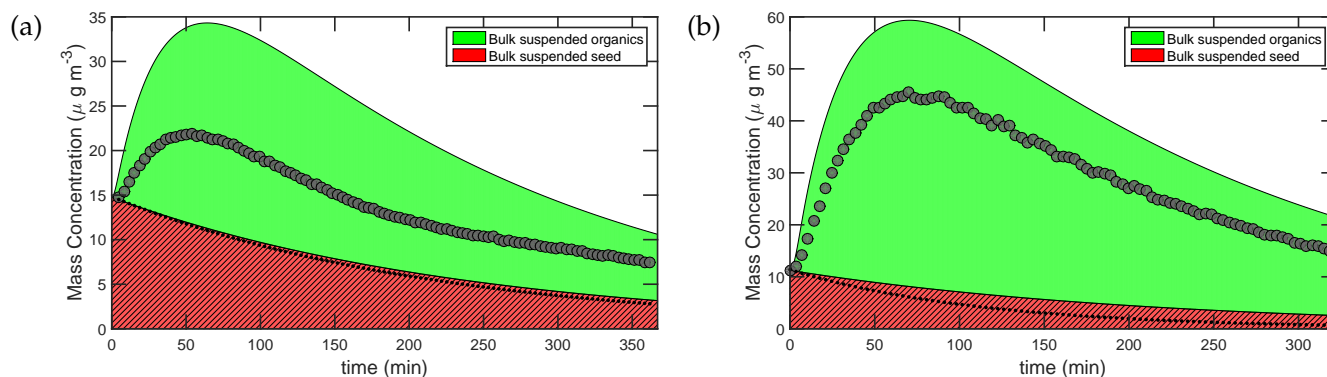 (a)
Mass Concentration (μ g m⁻³)
35
30
25
20
15
10
5
0
Bulk suspended organics
Bulk suspended seed
0 50 100 150 200 250 300 350
time (min)
(b)
Mass Concentration (μ g m⁻³)
60
50
40
30
20
10
0
Bulk suspended organics
Bulk suspended seed
0 50 100 150 200 250 300
time (min)